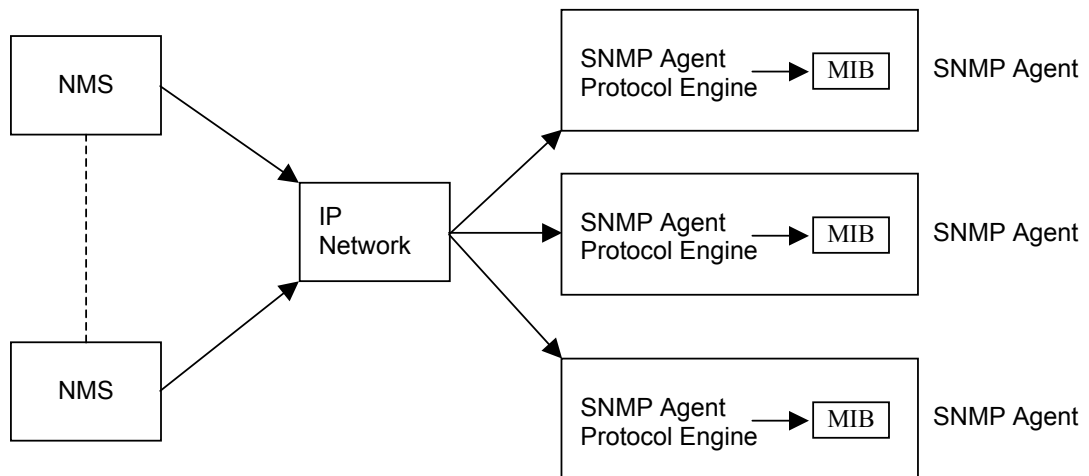 NMS
SNMP Agent
Protocol Engine
MIB
SNMP Agent
IP
Network
SNMP Agent
Protocol Engine
MIB
SNMP Agent
NMS
SNMP Agent
Protocol Engine
MIB
SNMP Agent